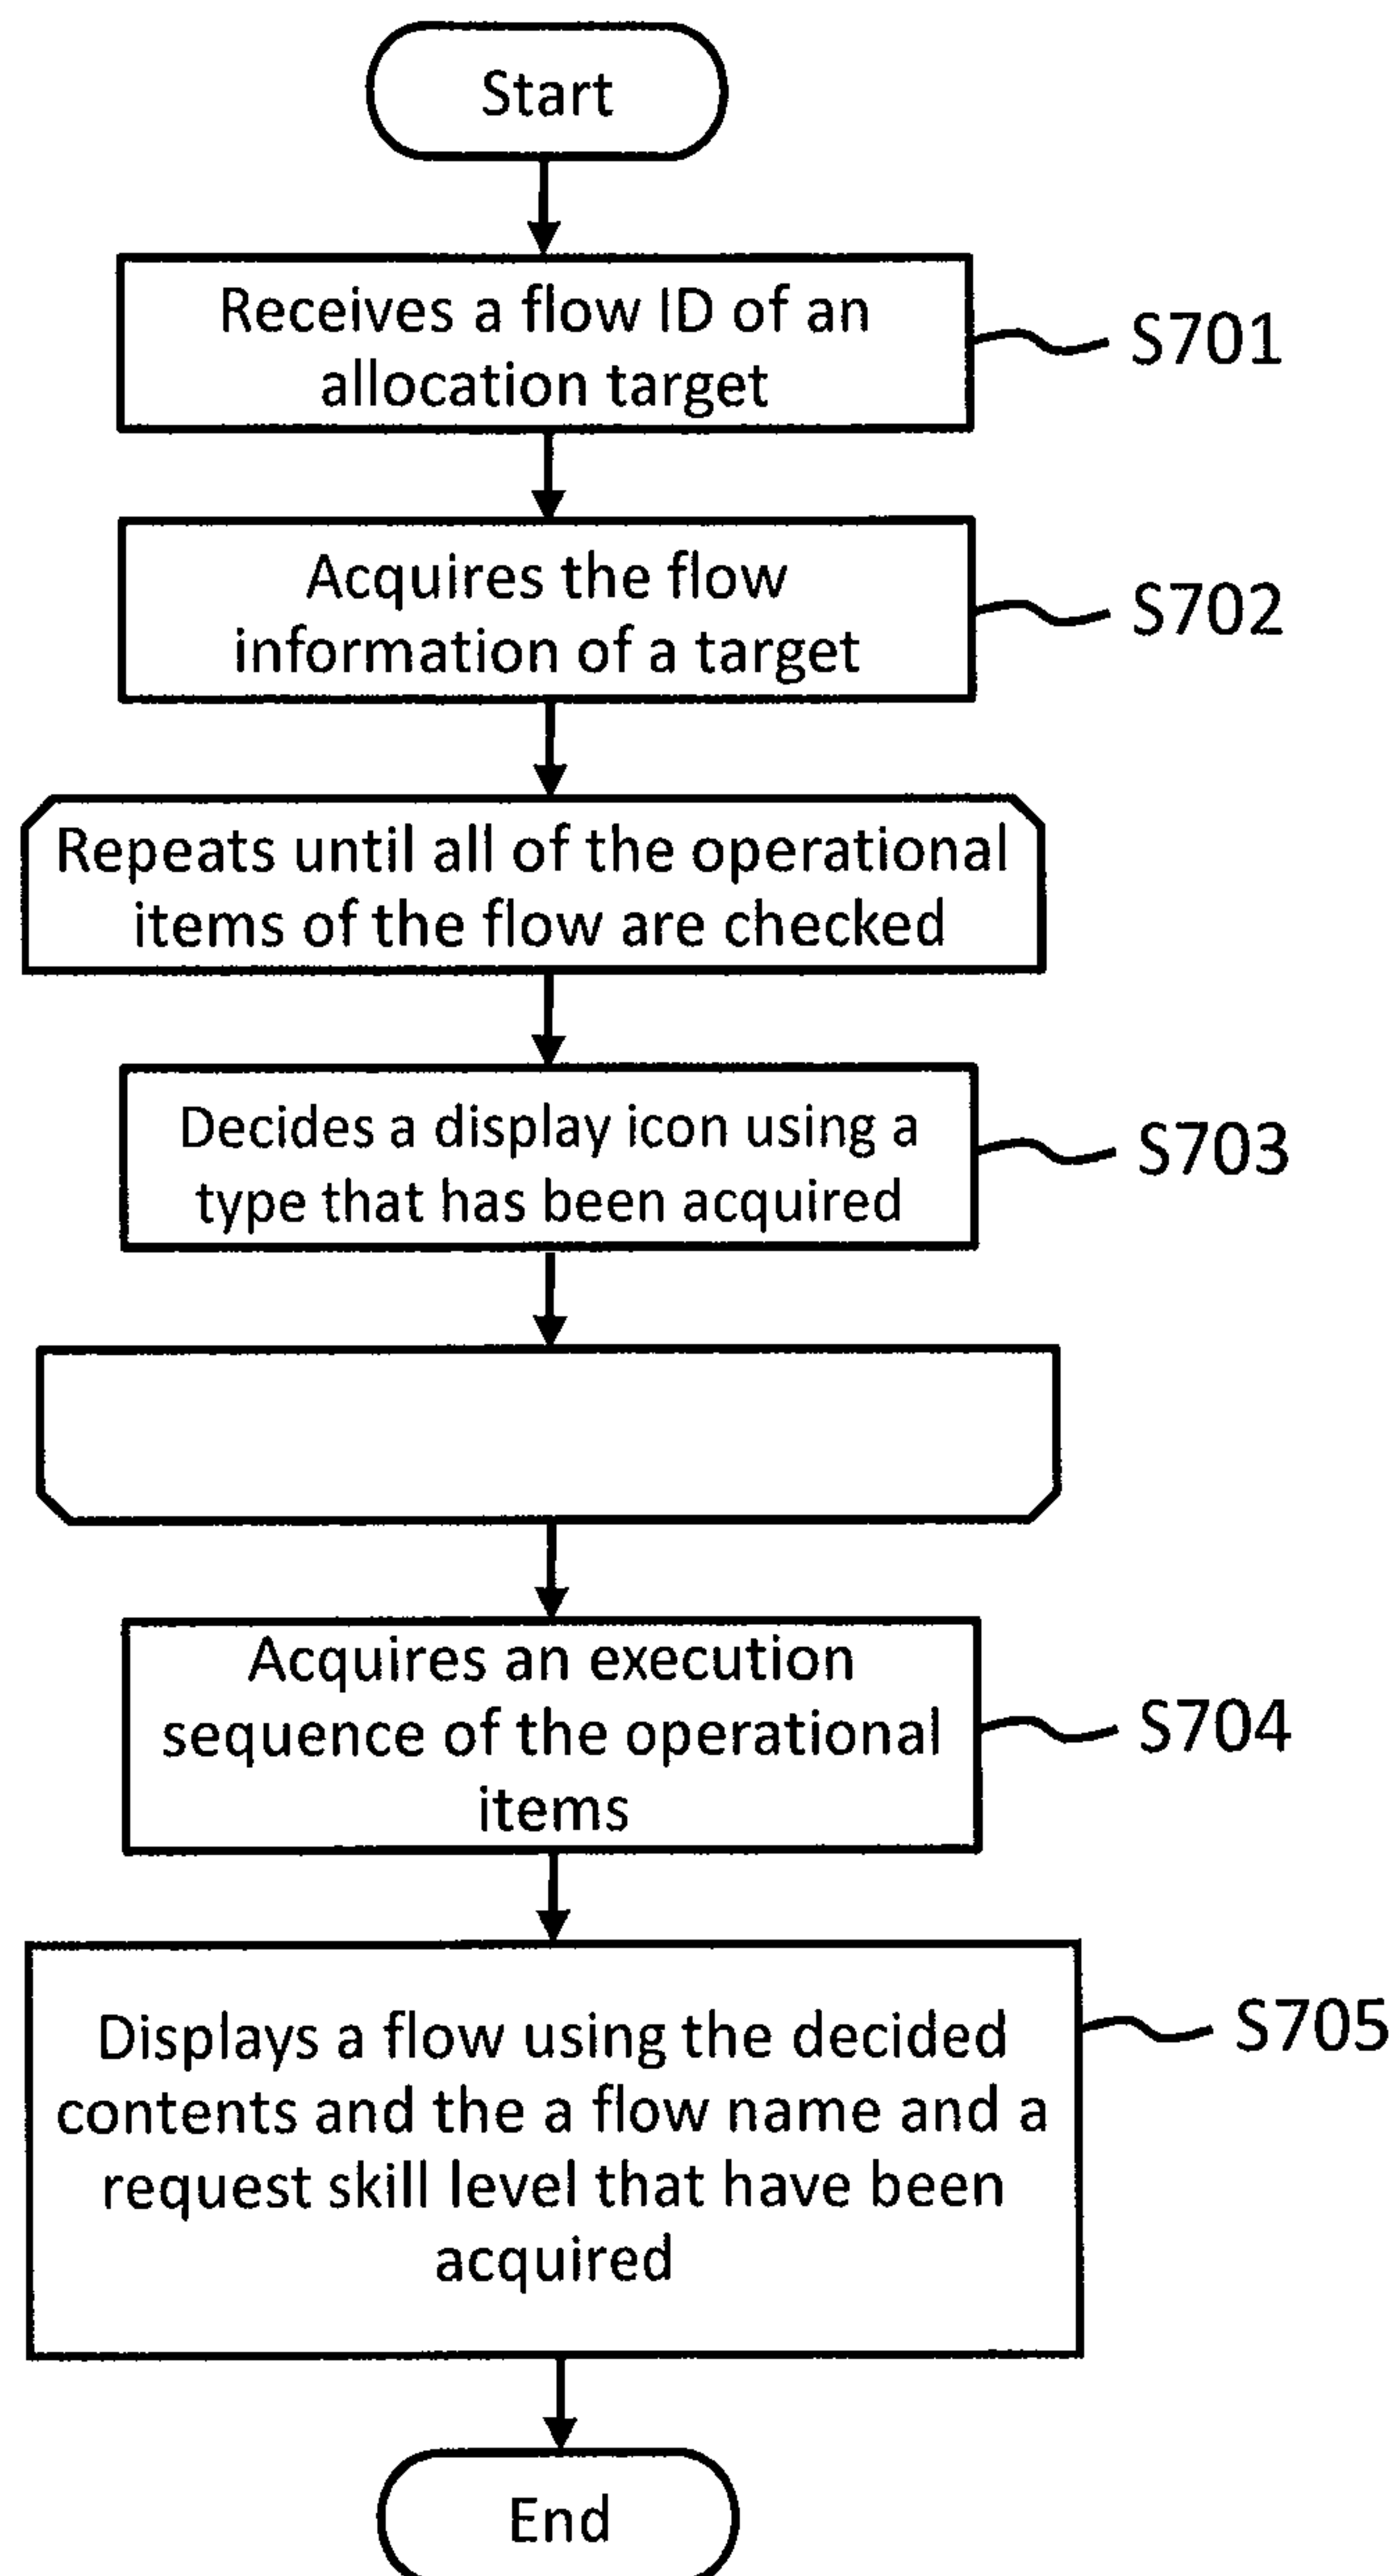 Start
Receives a flow ID of an
allocation target
S701
Acquires the flow
information of a target
S702
Repeats until all of the operational
items of the flow are checked
Decides a display icon using a
type that has been acquired
S703
Acquires an execution
sequence of the operational
items
S704
Displays a flow using the decided
contents and the a flow name and a
request skill level that have been
acquired
S705
End